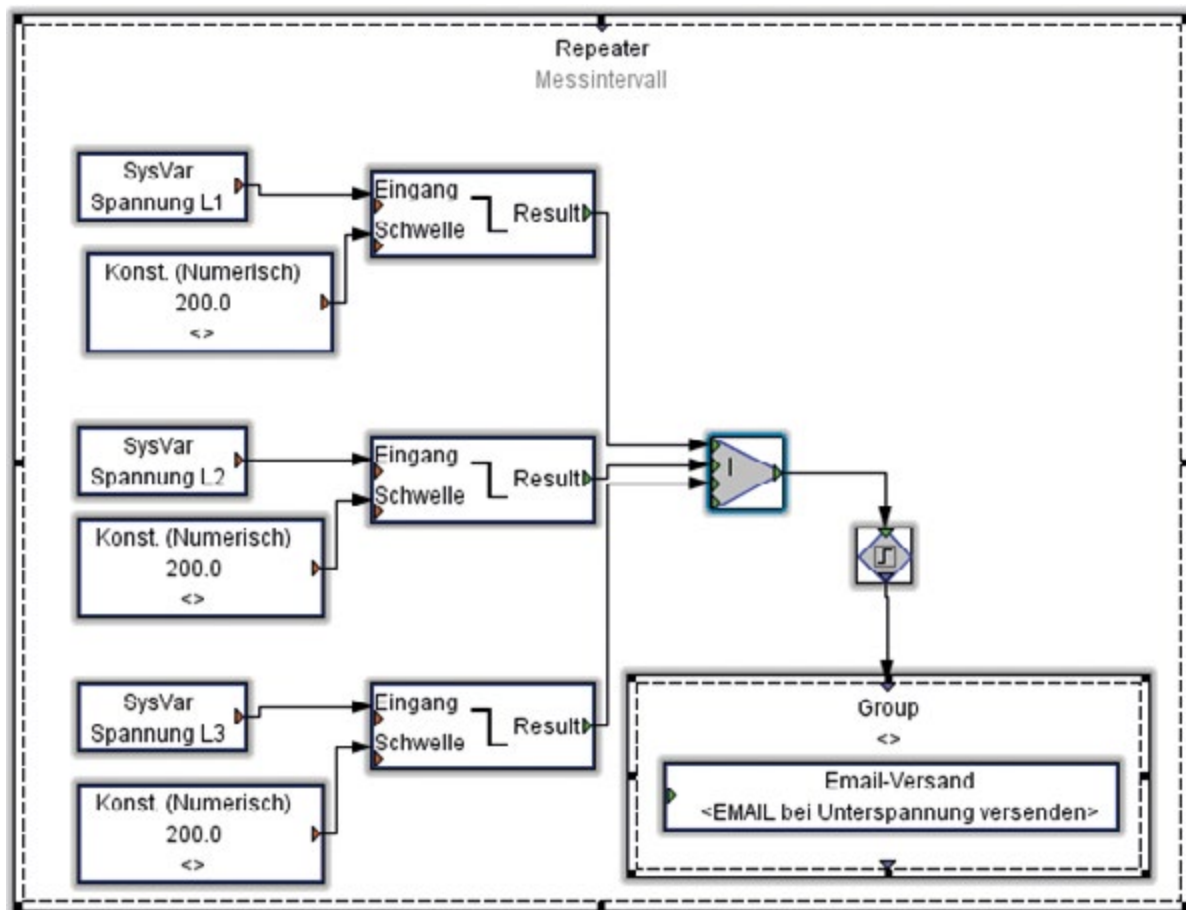 Repeater
Messintervall
SysVar
Spannung L1
Konst. (Numerisch)
200.0
<>
Eingang
Schwelle
Result
SysVar
Spannung L2
Konst. (Numerisch)
200.0
<>
Eingang
Schwelle
Result
I
SysVar
Spannung L3
Konst. (Numerisch)
200.0
<>
Eingang
Schwelle
Result
Group
<>
Email-Versand
<EMAIL bei Unterspannung versenden>